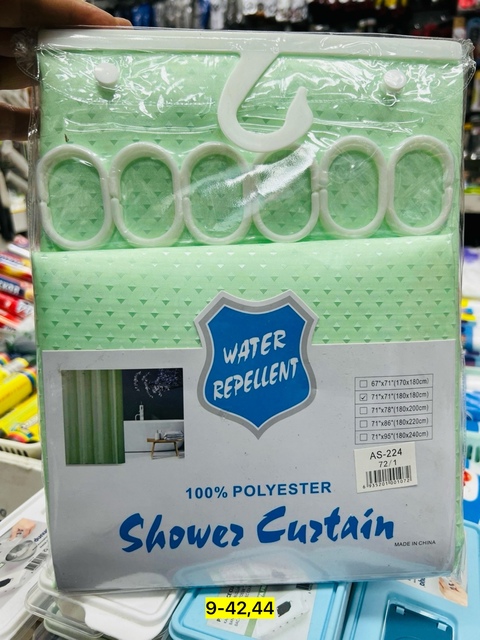 WATER
REPELLENT
67"x71"(170x180cm)
71"x71"(180x180cm)
71"x78"(180x200cm)
71"x86"(180x220cm)
71"x95"(180x240cm)
AS-224
72/1
100% POLYESTER
Shower Curtain
MADE IN CHINA
9-42,44